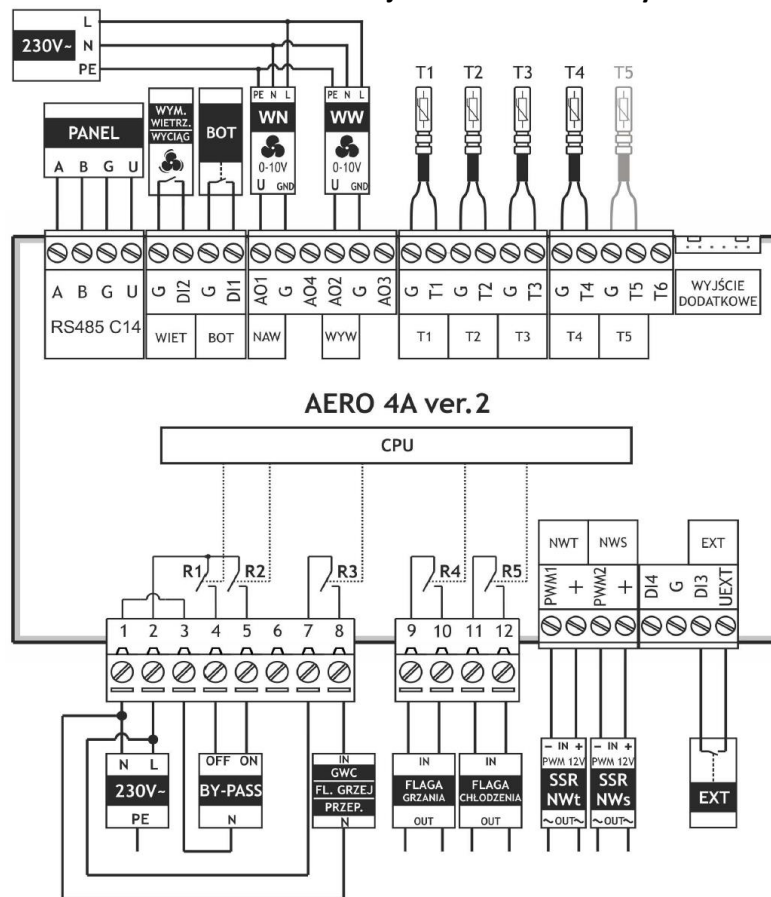 L
230V~ N
PE
PE N L
WN
0-10V
U GND
PE N L
WW
0-10V
U GND
T1 T2 T3 T4 T5
PANEL
A B G U
WYM.
WIETRZ.
WYCIĄG
BOT
A B G U G DI2 G DI1 AO1 G AO4 AO2 G AO3 G T1 G T2 G T3 G T4 G T5 T6
RS485 C14 WIET BOT NAW WYW T1 T2 T3 T4 T5
WYJŚCIE
DODATKOWE
AERO 4A ver.2
CPU
R1 R2 R3 R4 R5
NWT NWS EXT
PWM1 + PWM2 + DI4 G DI3 UEXT
1 2 3 4 5 6 7 8 9 10 11 12
N L
230V~
PE
OFF ON
BY-PASS
N
IN
GWC
FL. GRZEJ
PRZEP.
N
IN
FLAGA
GRZANIA
OUT
IN
FLAGA
CHŁODZENIA
OUT
- IN +
PWM 12V
SSR
NWt
~OUT~
- IN +
PWM 12V
SSR
NWs
~OUT~
EXT